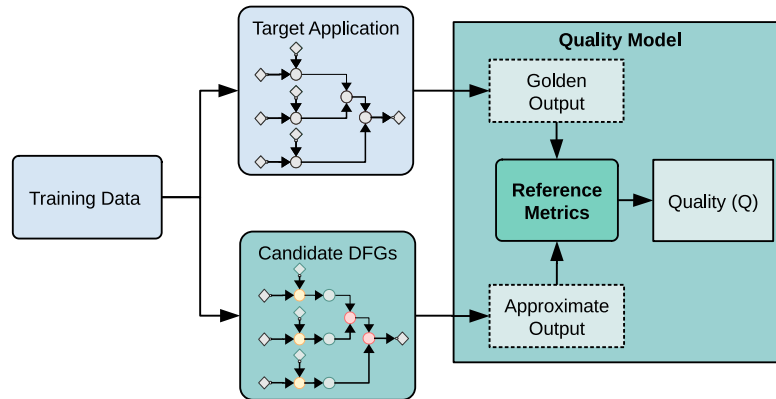 Target Application
Quality Model
Golden
Output
Training Data
Reference
Metrics
Quality (Q)
Candidate DFGs
Approximate
Output